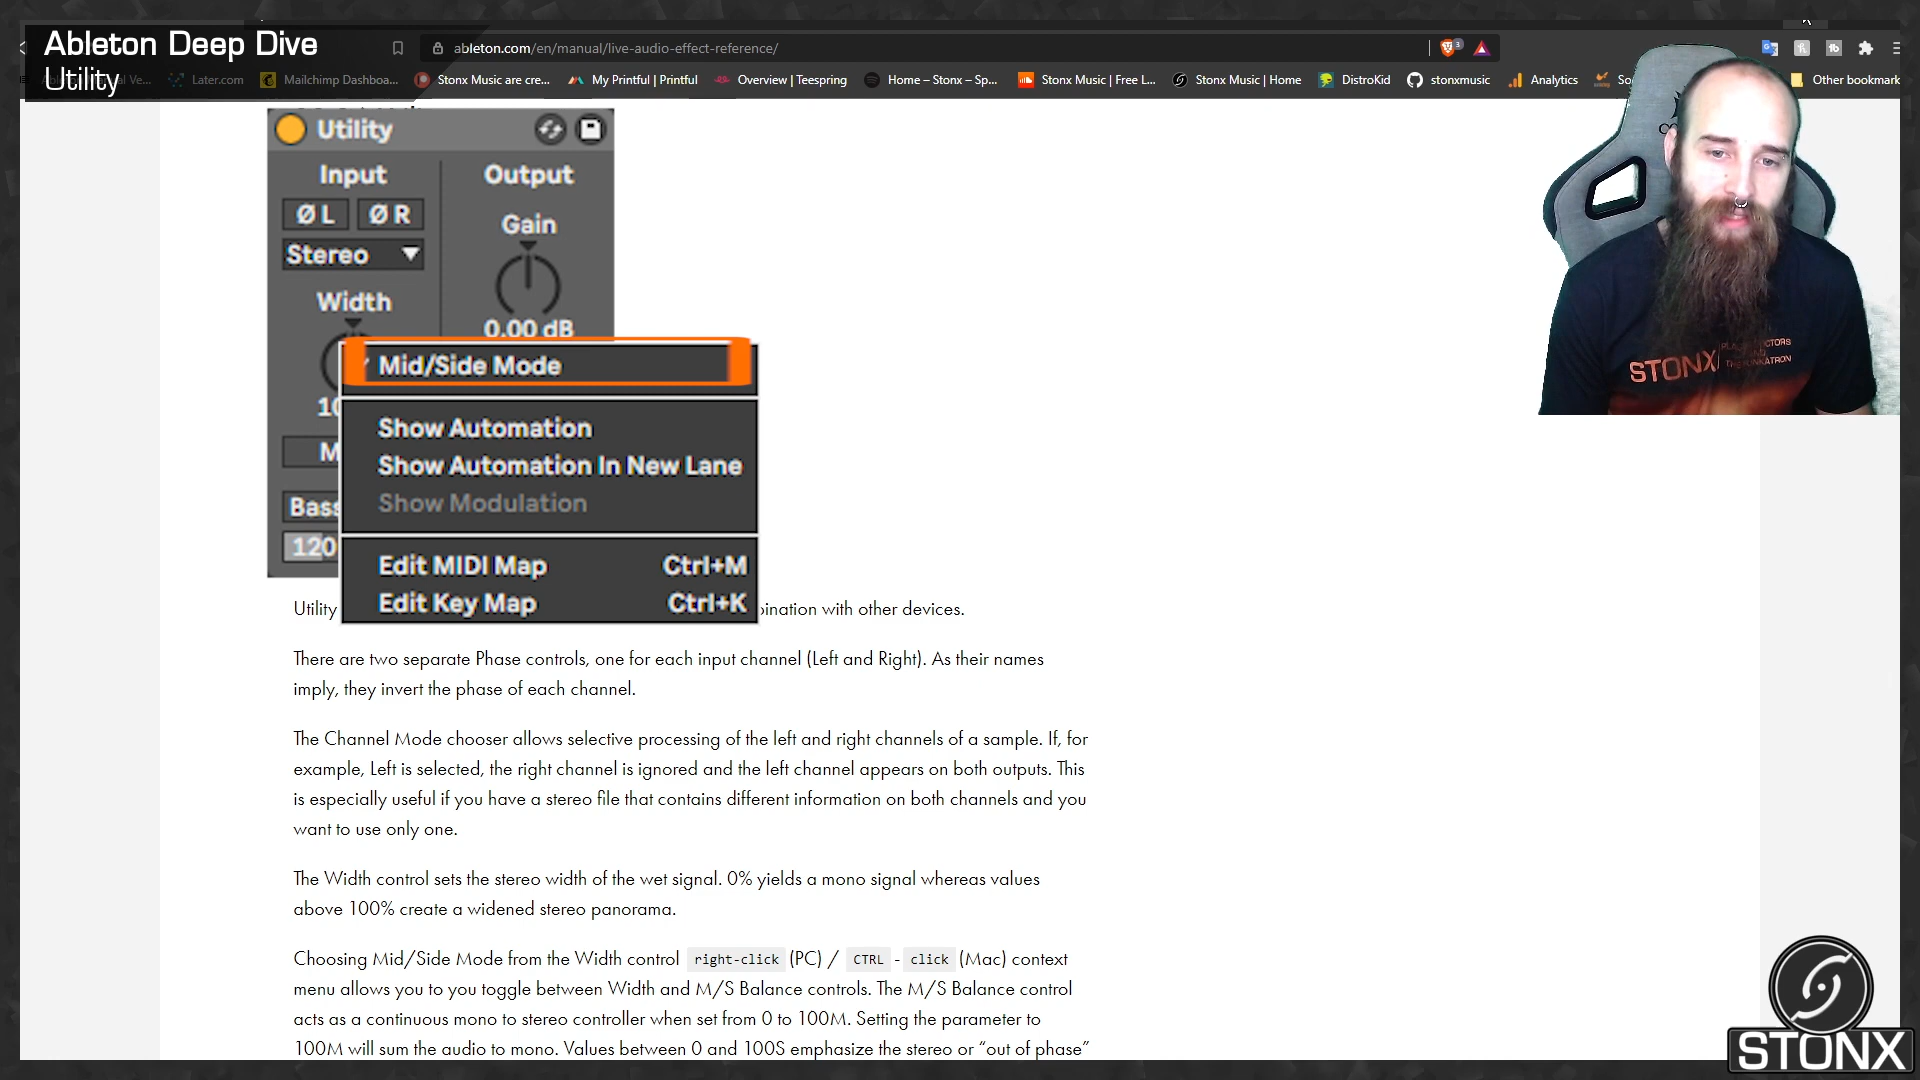 Ableton Deep Dive
Utility
ableton.com/en/manual/live-audio-effect-reference/
Later.com
Mailchimp Dashboa...
Stonx Music are cre...
My Printful | Printful
Overview | Teespring
Home – Stonx – Sp...
Stonx Music | Free L...
Stonx Music | Home
DistroKid
stonxmusic
Analytics
Other bookmark
Utility
Input
Output
Ø L
Ø R
Gain
Stereo
Width
0.00 dB
Mid/Side Mode
Show Automation
Show Automation In New Lane
Show Modulation
Bass
120
Edit MIDI Map Ctrl+M
Edit Key Map Ctrl+K
Utility
with other devices.
There are two separate Phase controls, one for each input channel (Left and Right). As their names
imply, they invert the phase of each channel.
The Channel Mode chooser allows selective processing of the left and right channels of a sample. If, for
example, Left is selected, the right channel is ignored and the left channel appears on both outputs. This
is especially useful if you have a stereo file that contains different information on both channels and you
want to use only one.
The Width control sets the stereo width of the wet signal. 0% yields a mono signal whereas values
above 100% create a widened stereo panorama.
Choosing Mid/Side Mode from the Width control right-click (PC) / CTRL - click (Mac) context
menu allows you to you toggle between Width and M/S Balance controls. The M/S Balance control
acts as a continuous mono to stereo controller when set from 0 to 100M. Setting the parameter to
100M will sum the audio to mono. Values between 0 and 100S emphasize the stereo or “out of phase”
STONX
STONX